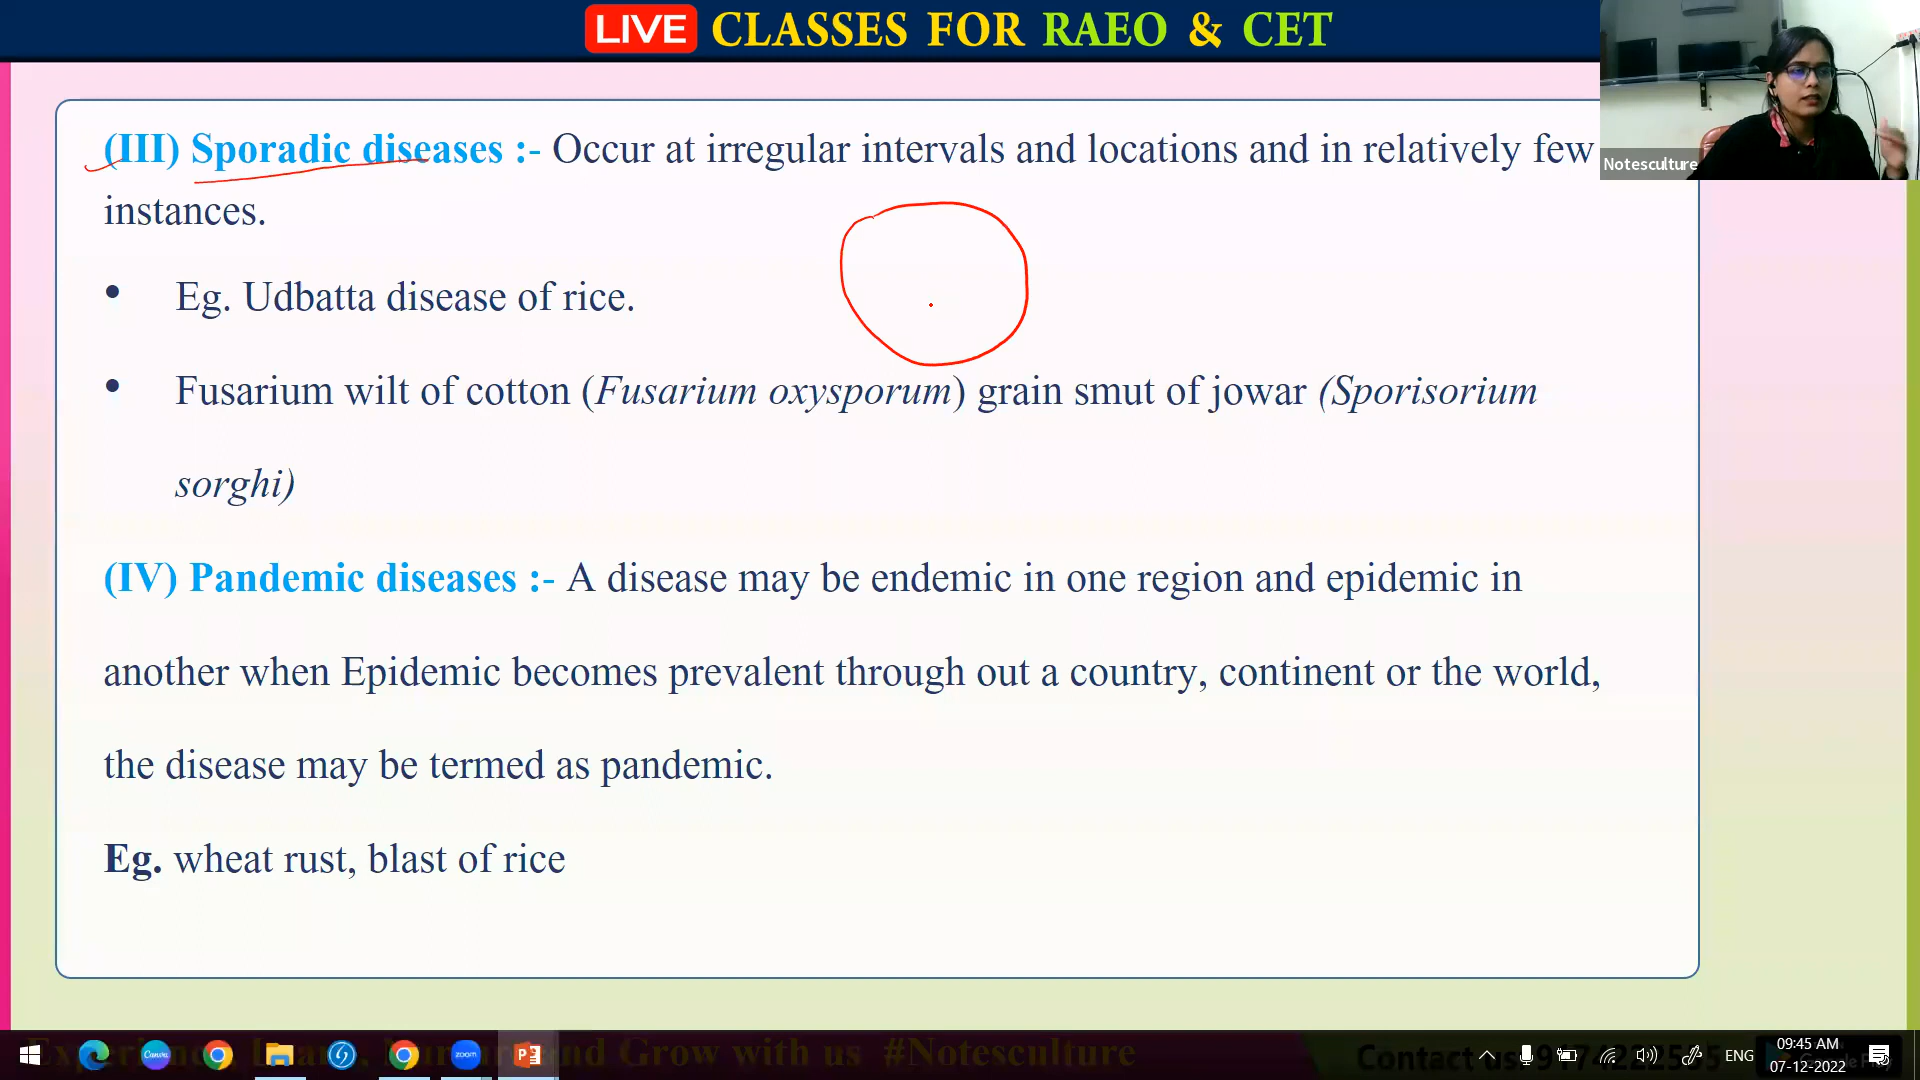 LIVE CLASSES FOR RAEO & CET
Notesculture
(III) Sporadic diseases :- Occur at irregular intervals and locations and in relatively few
instances.
• Eg. Udbatta disease of rice.
• Fusarium wilt of cotton (Fusarium oxysporum) grain smut of jowar (Sporisorium
sorghi)
(IV) Pandemic diseases :- A disease may be endemic in one region and epidemic in
another when Epidemic becomes prevalent through out a country, continent or the world,
the disease may be termed as pandemic.
Eg. wheat rust, blast of rice
and Grow with us #Notesculture
Contact us:
Canva
zoom
ENG
09:45 AM
07-12-2022